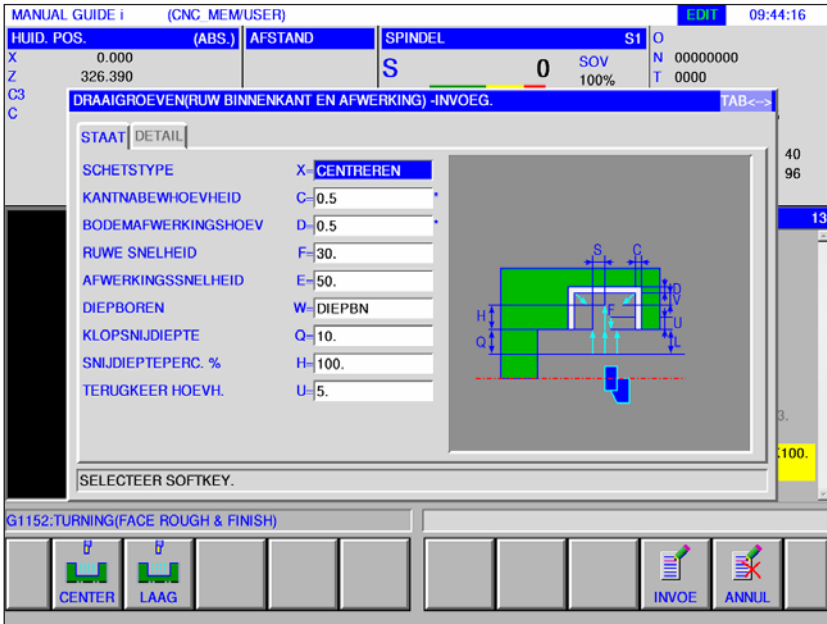 MANUAL GUIDE i (CNC_MEM/USER) EDIT 09:44:16
HUID. POS. (ABS.) AFSTAND SPINDEL S1 O
X 0.000 N 00000000
Z 326.390 S 0 SOV 100% T 0000
C3
C
DRAAIGROEVEN(RUW BINNENKANT EN AFWERKING) -INVOEG. TAB<-->
STAAT DETAIL
SCHETSTYPE X= CENTREREN
KANTNABEWHOEVHEID C= 0.5 *
BODEMAFWERKINGSHOEV D= 0.5 *
RUWE SNELHEID F= 30.
AFWERKINGSSNELHEID E= 50.
DIEPBOREN W= DIEPBN
KLOPSNIJDIEPTE Q= 10.
SNIJDIEPTEPERC. % H= 100.
TERUGKEER HOEVH. U= 5.
S C
D
V
H F
U
Q L
40
96
13
3.
100.
SELECTEER SOFTKEY.
G1152:TURNING(FACE ROUGH & FINISH)
CENTER LAAG INVOE ANNUL